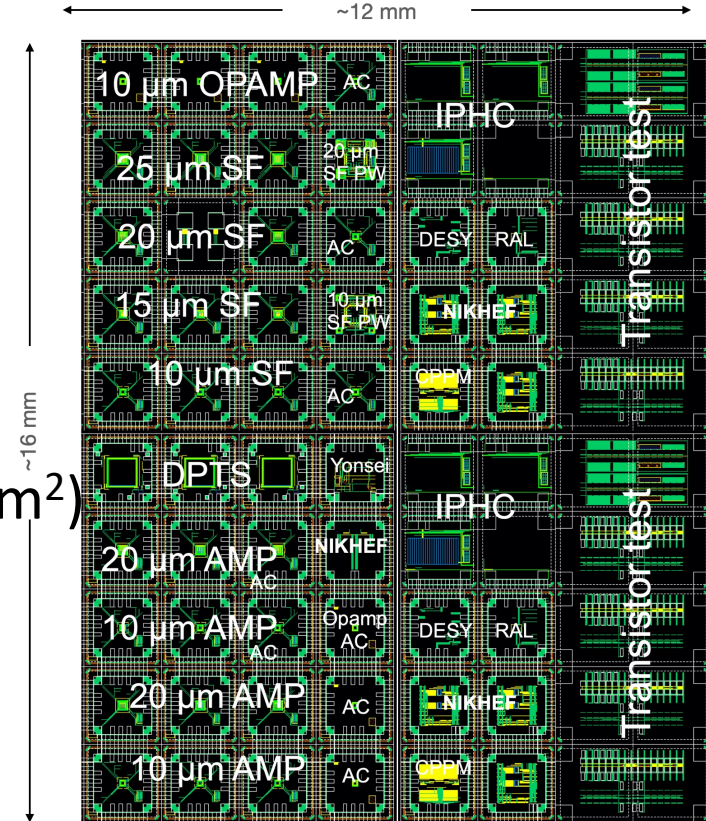 ~12 mm
~16 mm
m²)
10 µm OPAMP
AC
25 µm SF
20 µm
SF PW
20 µm SF
AC
15 µm SF
10 µm
SF PW
10 µm SF
AC
DPTS
Yonsei
20 µm AMP
AC
NIKHEF
10 µm AMP
AC
Opamp
AC
20 µm AMP
AC
10 µm AMP
AC
IPHC
DESY
RAL
NIKHEF
CPPM
Transistor test
IPHC
DESY
RAL
NIKHEF
CPPM
Transistor test